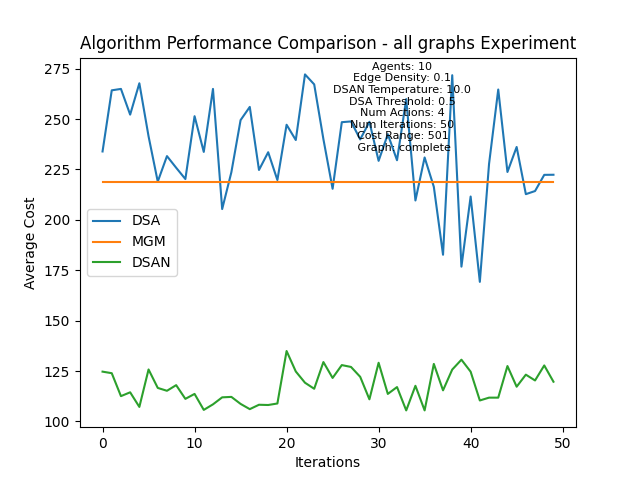 Algorithm Performance Comparison - all graphs Experiment
Agents: 10
Edge Density: 0.1
DSAN Temperature: 10.0
DSA Threshold: 0.5
Num Actions: 4
Num Iterations: 50
Cost Range: 501
Graph: complete
275
250
225
200
175
150
125
100
Average Cost
DSA
MGM
DSAN
0
10
20
30
40
50
Iterations